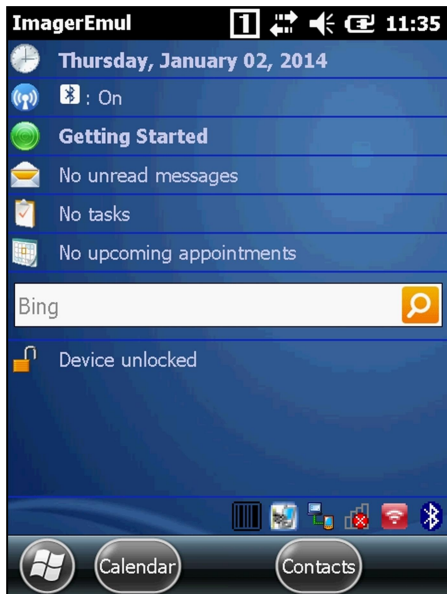 ImagerEmul 1 11:35
Thursday, January 02, 2014
: On
Getting Started
No unread messages
No tasks
No upcoming appointments
Bing
Device unlocked
Calendar Contacts